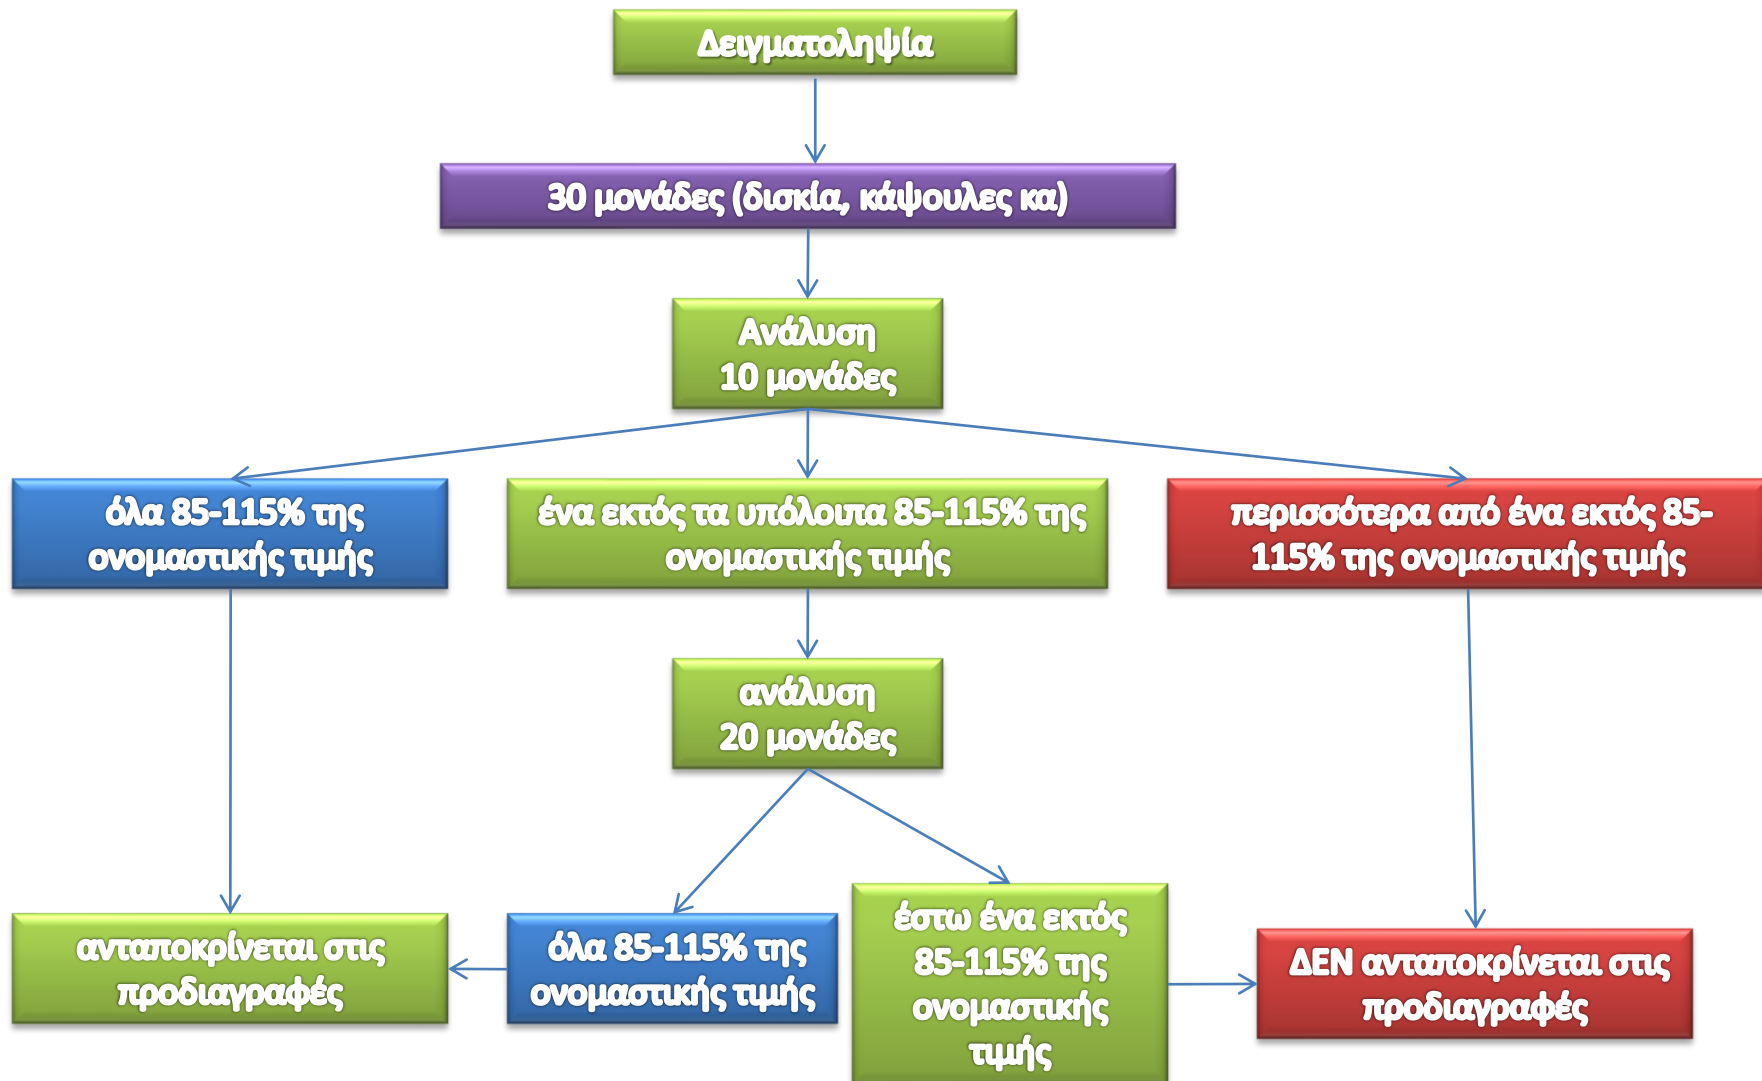 Δειγματοληψία
30 μονάδες (δισκία, κάψουλες κα)
Ανάλυση
10 μονάδες
όλα 85-115% της
ονομαστικής τιμής
ένα εκτός τα υπόλοιπα 85-115% της
ονομαστικής τιμής
περισσότερα από ένα εκτός 85-
115% της ονομαστικής τιμής
ανάλυση
20 μονάδες
ανταποκρίνεται στις
προδιαγραφές
όλα 85-115% της
ονομαστικής τιμής
έστω ένα εκτός
85-115% της
ονομαστικής
τιμής
ΔΕΝ ανταποκρίνεται στις
προδιαγραφές